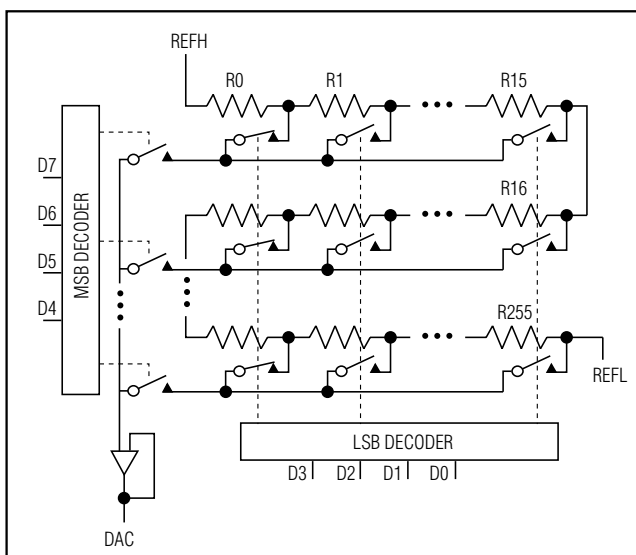 REFH
R0
R1
R15
D7
D6
D5
D4
MSB DECODER
R16
R255
REFL
LSB DECODER
D3
D2
D1
D0
DAC